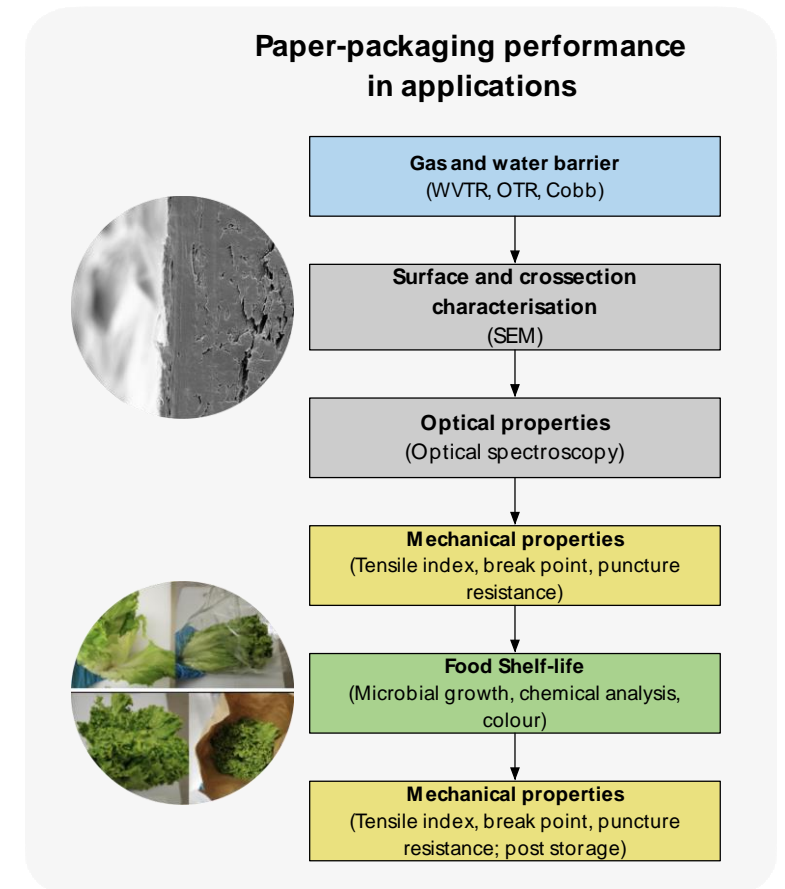 Paper-packaging performance
in applications
Gas and water barrier
(WVTR, OTR, Cobb)
Surface and crossection
characterisation
(SEM)
Optical properties
(Optical spectroscopy)
Mechanical properties
(Tensile index, break point, puncture
resistance)
Food Shelf-life
(Microbial growth, chemical analysis,
colour)
Mechanical properties
(Tensile index, break point, puncture
resistance; post storage)